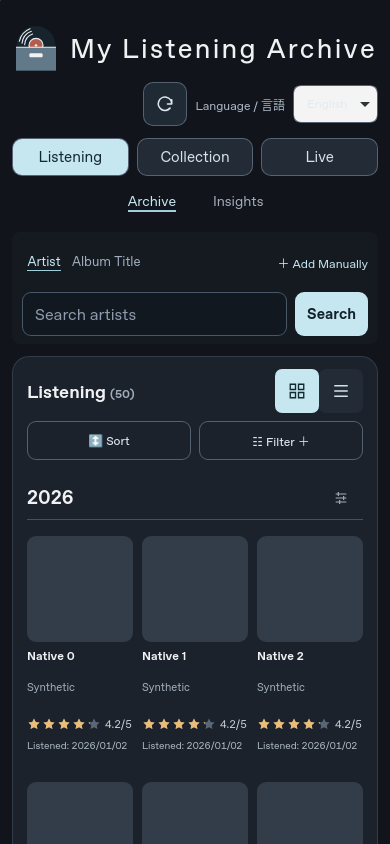 My Listening Archive
Language / 言語
English
Listening
Collection
Live
Archive
Insights
Artist
Album Title
+ Add Manually
Search artists
Search
Listening (50)
↕️ Sort
☷ Filter +
2026
Native 0
Native 1
Native 2
Synthetic
Synthetic
Synthetic
4.2/5
4.2/5
4.2/5
Listened: 2026/01/02
Listened: 2026/01/02
Listened: 2026/01/02